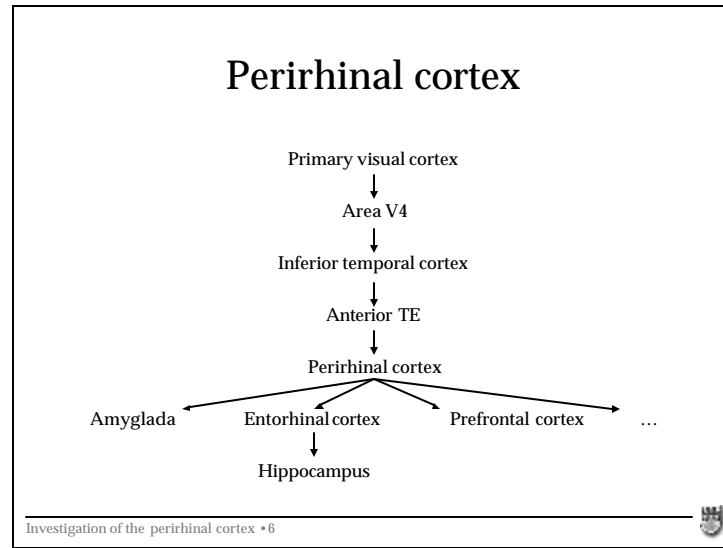 Perirhinal cortex
Primary visual cortex
Area V4
Inferior temporal cortex
Anterior TE
Perirhinal cortex
Amyglada Entorhinal cortex Prefrontal cortex ...
Hippocampus
Investigation of the perirhinal cortex • 6